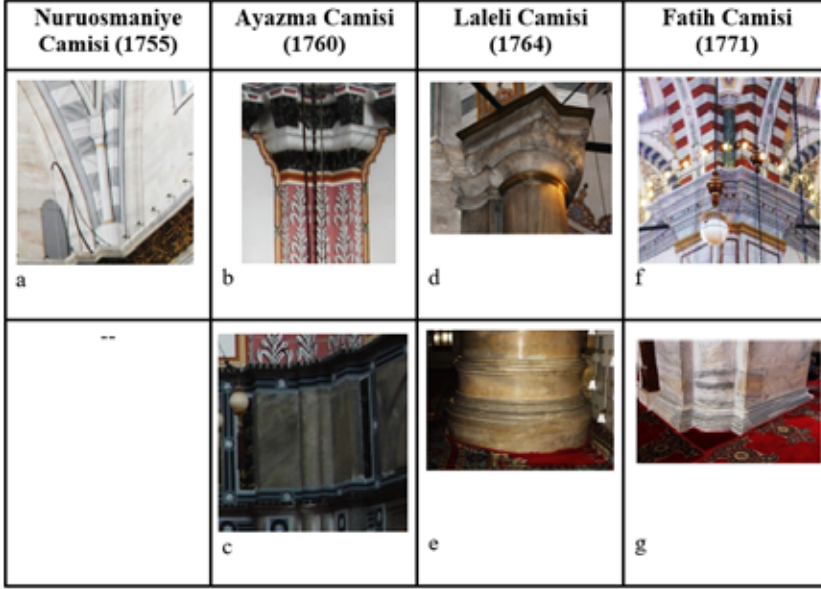 Nuruosmaniye
Camisi (1755)
Ayazma Camisi
(1760)
Laleli Camisi
(1764)
Fatih Camisi
(1771)
a
b
d
f
--
c
e
g